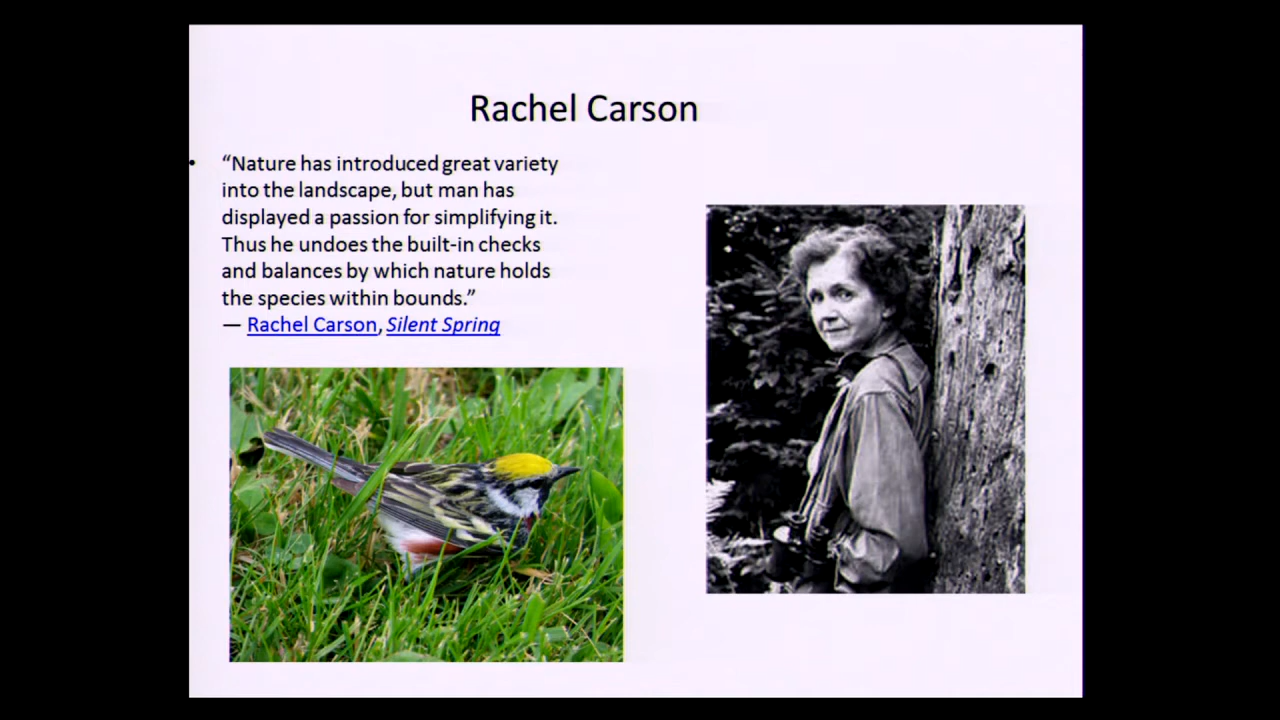 Rachel Carson
• “Nature has introduced great variety
into the landscape, but man has
displayed a passion for simplifying it.
Thus he undoes the built-in checks
and balances by which nature holds
the species within bounds.”
― Rachel Carson, Silent Spring